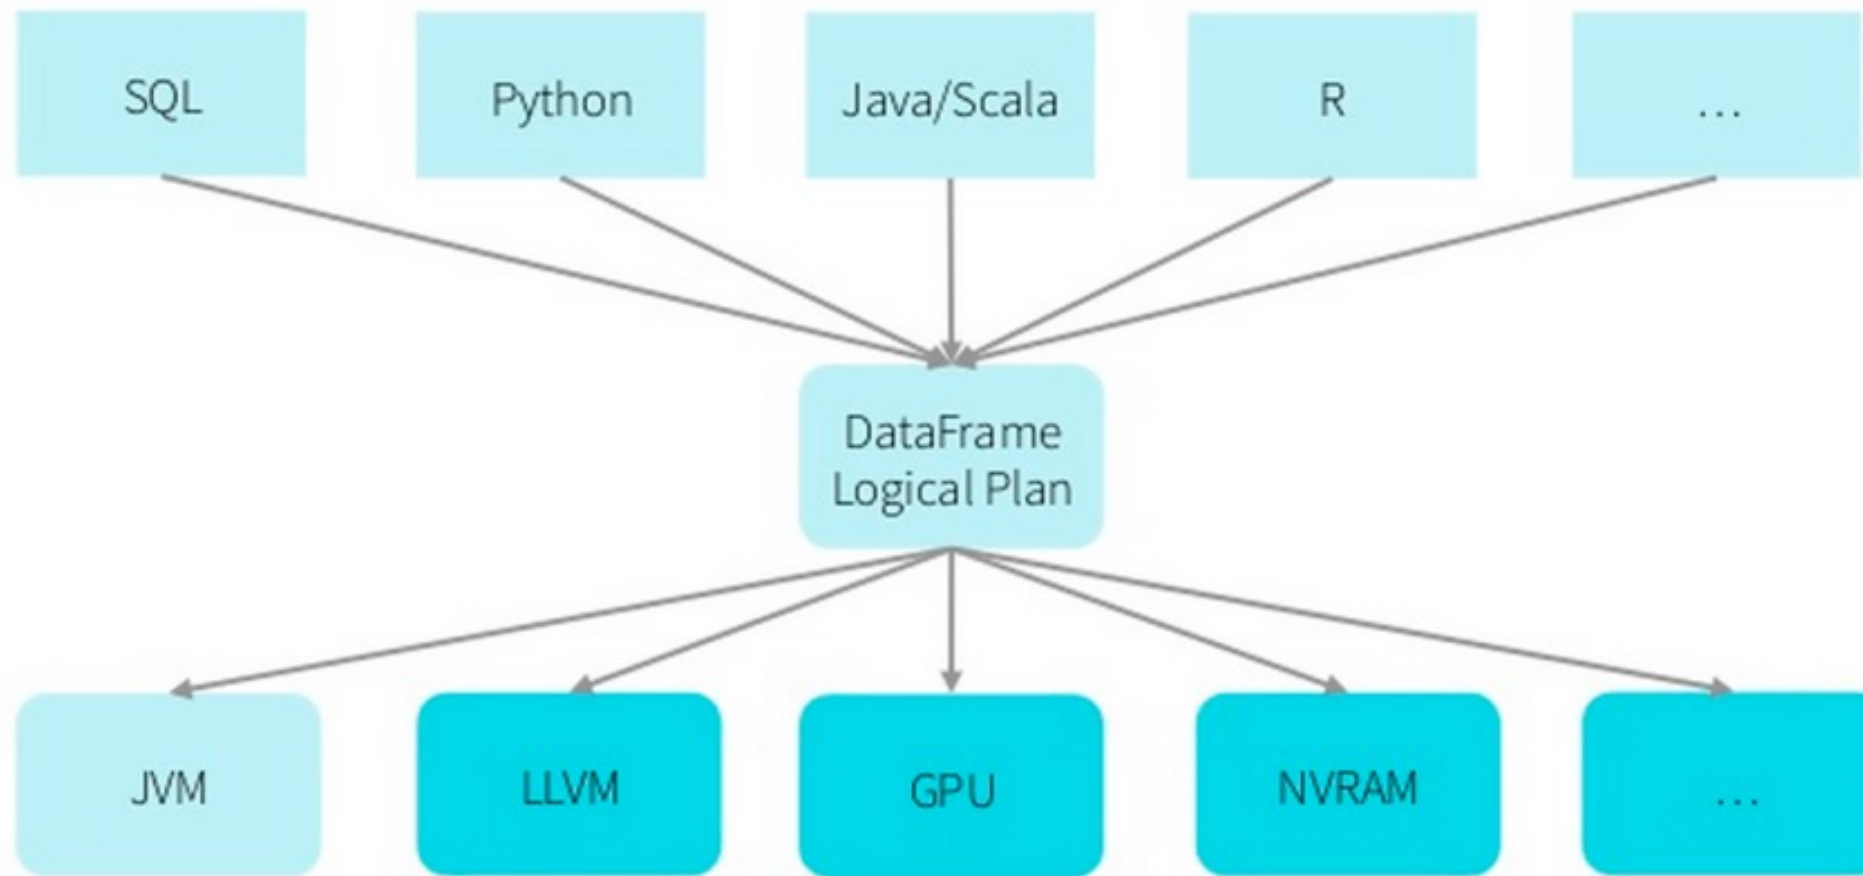 SQL
Python
Java/Scala
R
...
DataFrame
Logical Plan
JVM
LLVM
GPU
NVRAM
...